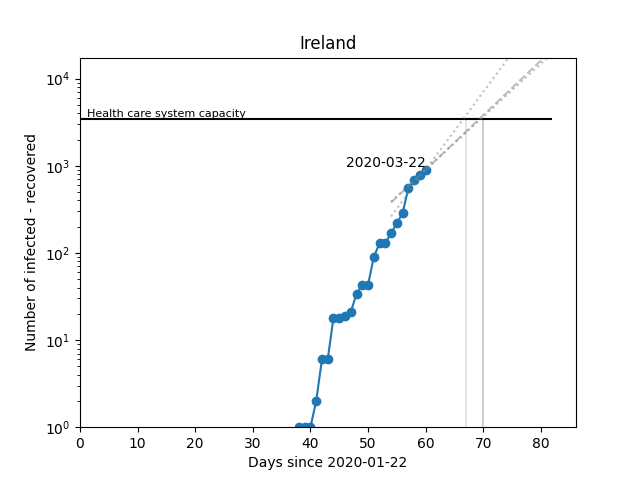 Ireland
Number of infected - recovered
10^4
10^3
10^2
10^1
10^0
Health care system capacity
2020-03-22
0 10 20 30 40 50 60 70 80
Days since 2020-01-22